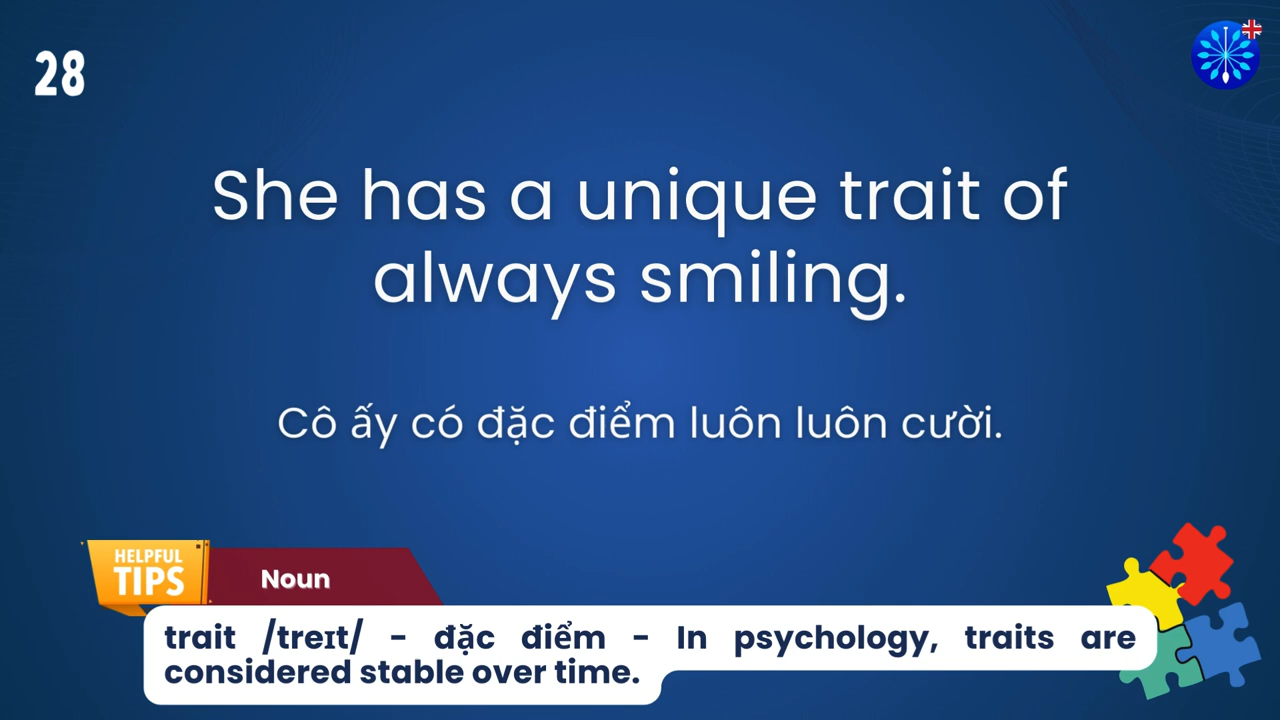 28
She has a unique trait of
always smiling.
Cô ấy có đặc điểm luôn luôn cười.
HELPFUL
TIPS
Noun
trait /treɪt/ - đặc điểm - In psychology, traits are
considered stable over time.